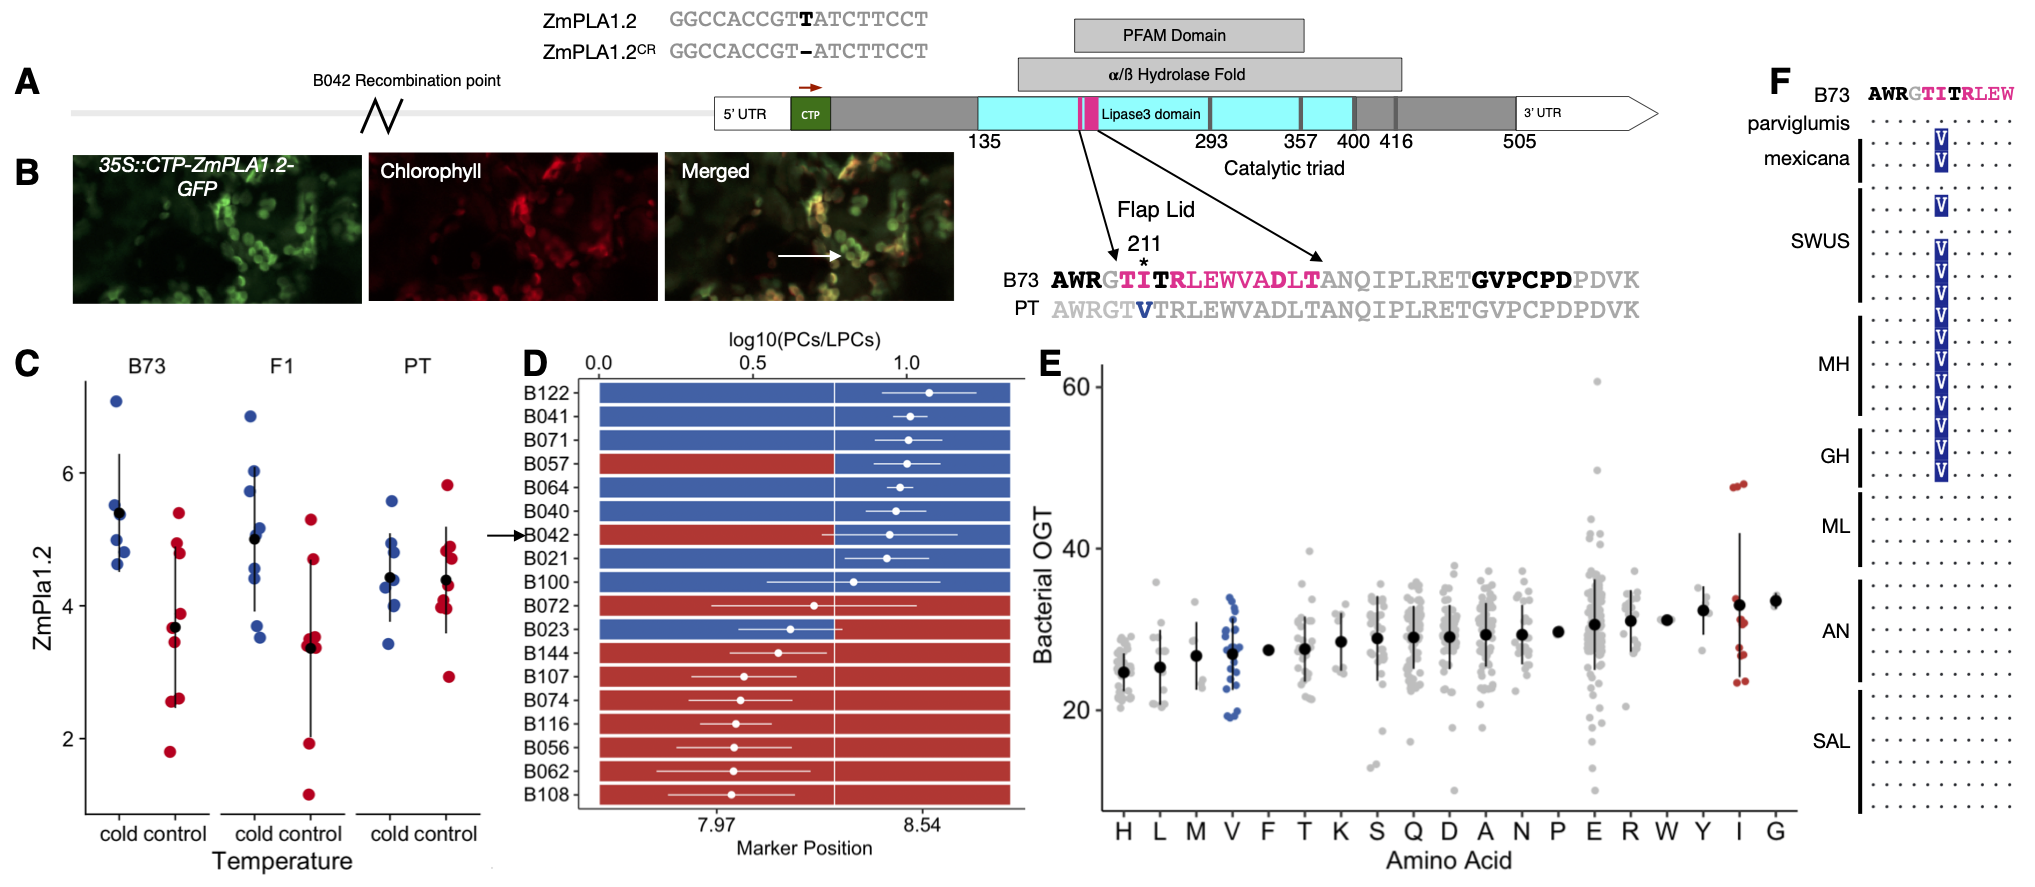 ZmPLA1.2 GGCCACCGTTATCTTCCT
ZmPLA1.2CR GGCCACCGT-ATCTTCCT
PFAM Domain
α/ß Hydrolase Fold
A
B042 Recombination point
5' UTR
CTP
Lipase3 domain
3' UTR
135 293 357 400 416 505
Catalytic triad
Flap Lid
211
*
B73 AWRGTITRLEWVADLTANQIPLRETGVPCPDPDVK
PT AWRGTVTRLEWVADLTANQIPLRETGVPCPDPDVK
B
35S::CTP-ZmPLA1.2-
GFP
Chlorophyll
Merged
C
B73 F1 PT
ZmPla1.2
6
4
2
cold control cold control cold control
Temperature
D
log10(PCs/LPCs)
0.0 0.5 1.0
B122
B041
B071
B057
B064
B040
B042
B021
B100
B072
B023
B144
B107
B074
B116
B056
B062
B108
7.97 8.54
Marker Position
E
Bacterial OGT
60
40
20
H L M V F T K S Q D A N P E R W Y I G
Amino Acid
F
B73 AWRGTITRLEW
parviglumis
V
mexicana V
V
SWUS
V
V
V
V
V
MH V
V
V
V
GH V
V
ML
AN
SAL